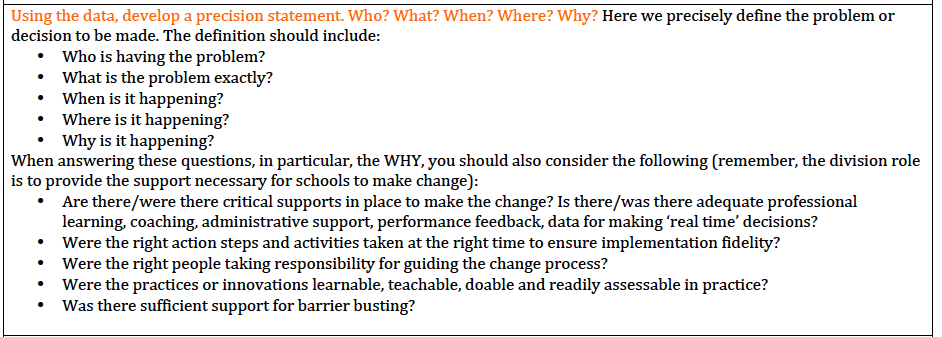 Using the data, develop a precision statement. Who? What? When? Where? Why? Here we precisely define the problem or
decision to be made. The definition should include:
• Who is having the problem?
• What is the problem exactly?
• When is it happening?
• Where is it happening?
• Why is it happening?
When answering these questions, in particular, the WHY, you should also consider the following (remember, the division role
is to provide the support necessary for schools to make change):
• Are there/were there critical supports in place to make the change? Is there/was there adequate professional
learning, coaching, administrative support, performance feedback, data for making ‘real time’ decisions?
• Were the right action steps and activities taken at the right time to ensure implementation fidelity?
• Were the right people taking responsibility for guiding the change process?
• Were the practices or innovations learnable, teachable, doable and readily assessable in practice?
• Was there sufficient support for barrier busting?